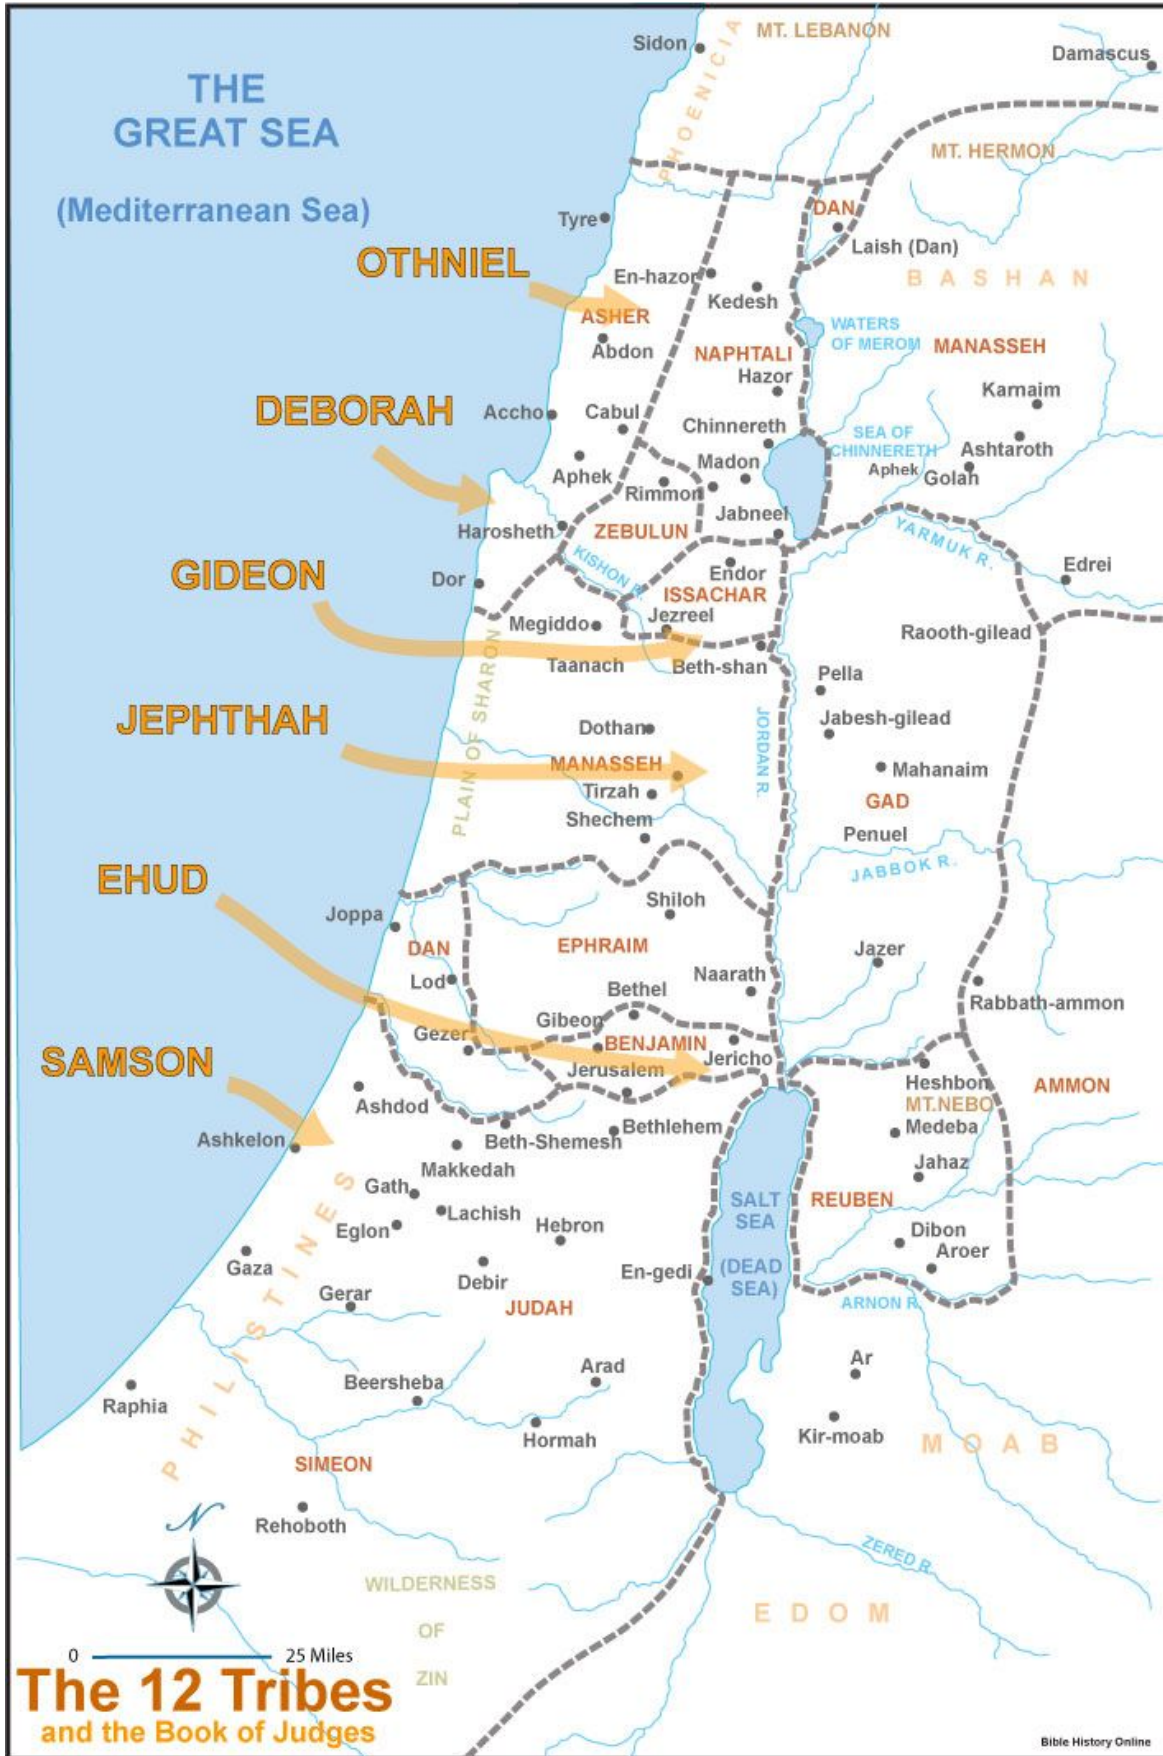 Sidon
PHOENICIA
MT. LEBANON
Damascus
THE
GREAT SEA
(Mediterranean Sea)
MT. HERMON
Tyre
DAN
Laish (Dan)
OTHNIEL
En-hazor
Kedesh
BASHAN
ASHER
Abdon
NAPHTALI
WATERS
OF MEROM
MANASSEH
Hazor
Karnaim
DEBORAH
Accho
Cabul
Chinnereth
SEA OF
CHINNERETH
Ashtaroth
Aphek
Madon
Aphek
Golah
Rimmon
Harosheth
ZEBULUN
Jabneel
YARMUK R.
KISHON R.
GIDEON
Dor
Endor
Edrei
ISSACHAR
Megiddo
Jezreel
Raooth-gilead
Taanach
Beth-shan
Pella
JEPHTHAH
PLAIN OF SHARON
Dothan
JORDAN R.
Jabesh-gilead
MANASSEH
Mahanaim
Tirzah
GAD
Shechem
Penuel
JABBOK R.
EHUD
Joppa
Shiloh
DAN
EPHRAIM
Jazer
Lod
Naarath
Bethel
Rabbath-ammon
Gibeon
Gezer
BENJAMIN
Jericho
SAMSON
Jerusalem
Heshbon
AMMON
Ashdod
MT.NEBO
Ashkelon
Beth-Shemesh
Bethlehem
Medeba
Makkedah
Jahaz
Gath
SALT
SEA
(DEAD
SEA)
REUBEN
Lachish
Eglon
Hebron
Dibon
Aroer
Gaza
Debir
En-gedi
Gerar
JUDAH
ARNON R.
PHILISTINES
Ar
Arad
Beersheba
Raphia
Hormah
Kir-moab
MOAB
SIMEON
N
Rehoboth
ZERED R.
WILDERNESS
OF
ZIN
EDOM
0 25 Miles
The 12 Tribes
and the Book of Judges
Bible History Online